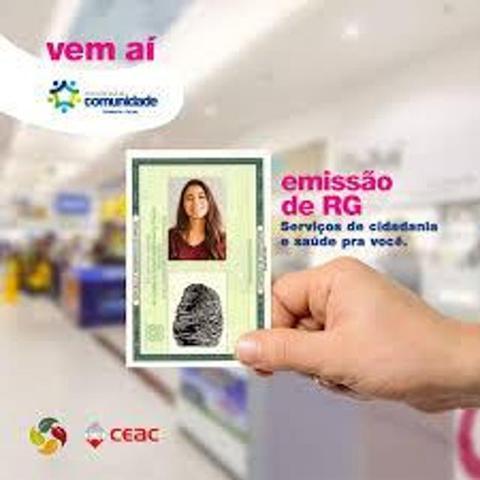 vem aí
comunidade
emissão
de RG
Serviços de cidadania
e saúde pra você.
CEAC